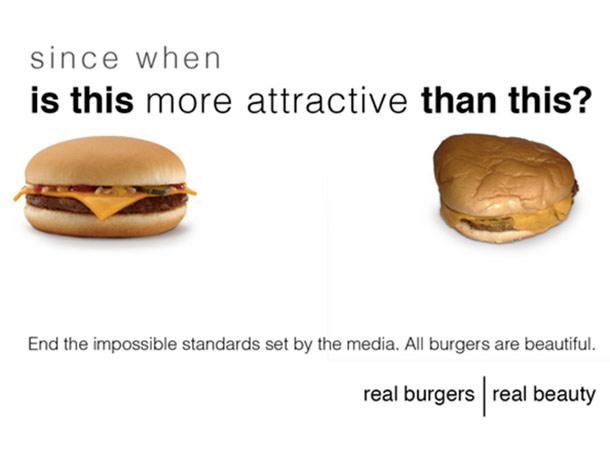 since when
is this more attractive than this?
End the impossible standards set by the media. All burgers are beautiful.
real burgers | real beauty